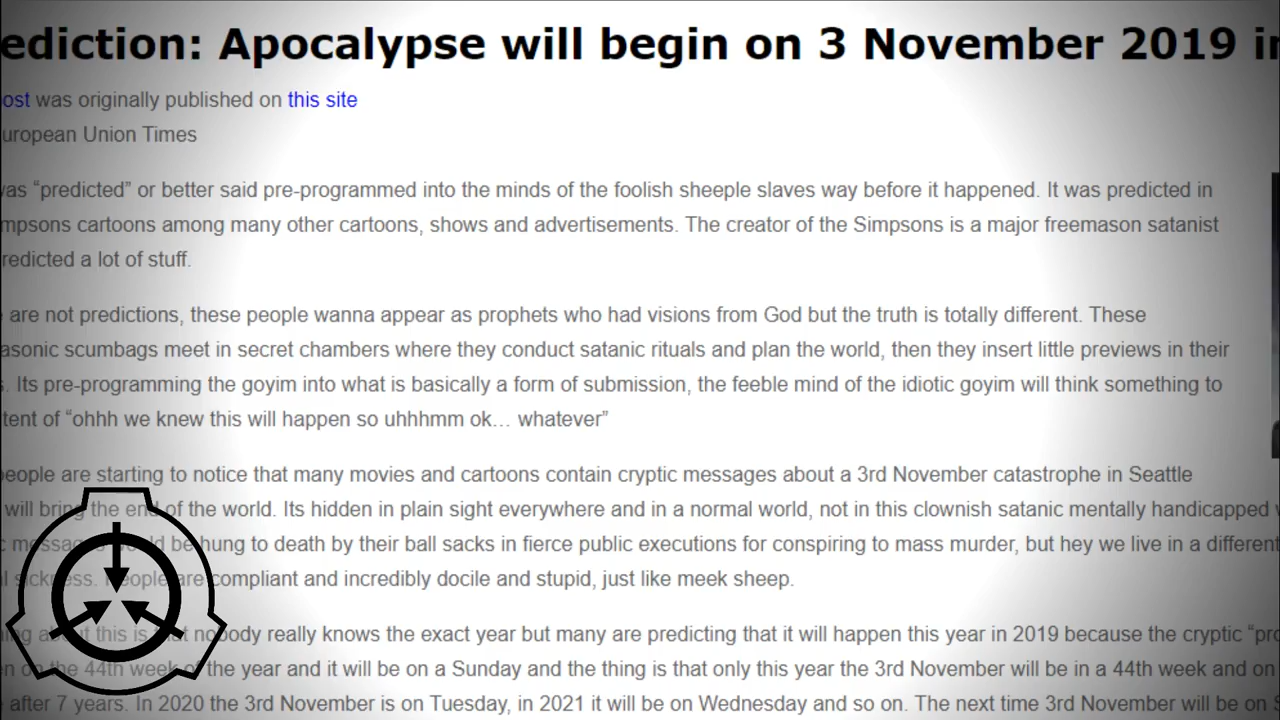 ediction: Apocalypse will begin on 3 November 2019 in
ost was originally published on this site
uropean Union Times
was “predicted” or better said pre-programmed into the minds of the foolish sheeple slaves way before it happened. It was predicted in
mpsons cartoons among many other cartoons, shows and advertisements. The creator of the Simpsons is a major freemason satanist
redicted a lot of stuff.
e are not predictions, these people wanna appear as prophets who had visions from God but the truth is totally different. These
asonic scumbags meet in secret chambers where they conduct satanic rituals and plan the world, then they insert little previews in their
s. Its pre-programming the goyim into what is basically a form of submission, the feeble mind of the idiotic goyim will think something to
tent of “ohhh we knew this will happen so uhhhmm ok… whatever”
people are starting to notice that many movies and cartoons contain cryptic messages about a 3rd November catastrophe in Seattle
will bring the end of the world. Its hidden in plain sight everywhere and in a normal world, not in this clownish satanic mentally handicapped
c messages would be hung to death by their ball sacks in fierce public executions for conspiring to mass murder, but hey we live in a different
l sickness. People are compliant and incredibly docile and stupid, just like meek sheep.
ing about this is that nobody really knows the exact year but many are predicting that it will happen this year in 2019 because the cryptic “pr
en on the 44th week of the year and it will be on a Sunday and the thing is that only this year the 3rd November will be in a 44th week and on
after 7 years. In 2020 the 3rd November is on Tuesday, in 2021 it will be on Wednesday and so on. The next time 3rd November will be on S